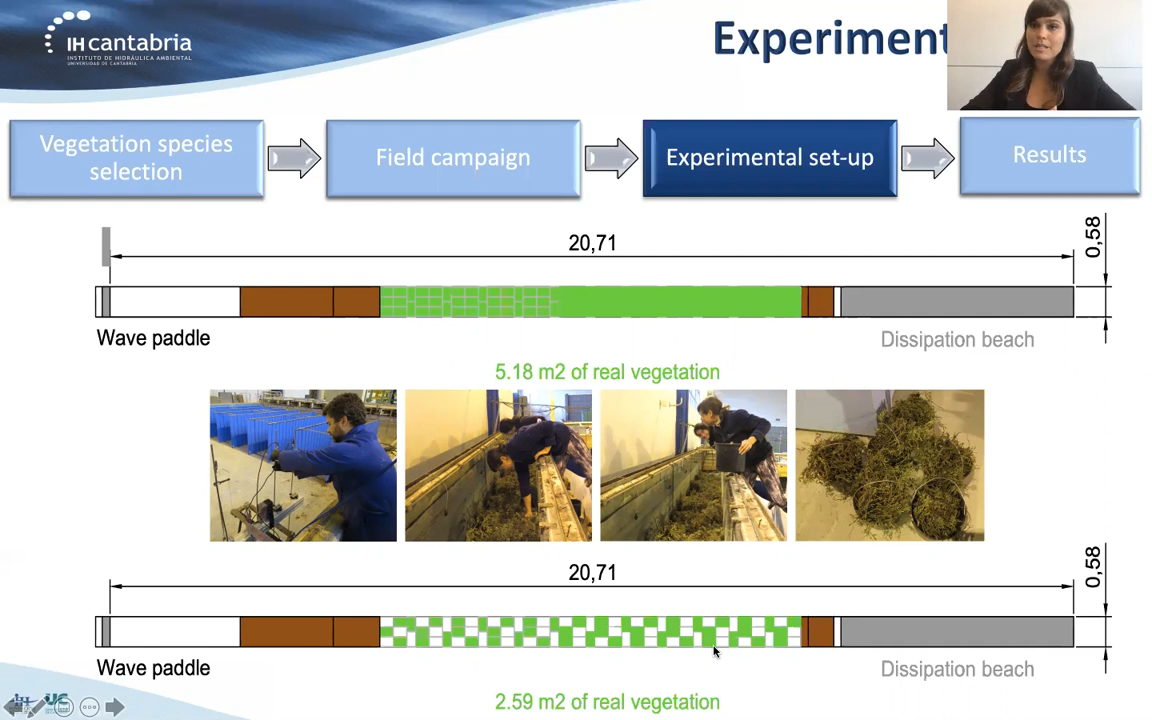 IHcantabria
INSTITUTO DE HIDRÁULICA AMBIENTAL
UNIVERSIDAD DE CANTABRIA
Experiment
Vegetation species
selection
Field campaign
Experimental set-up
Results
20,71
0,58
Wave paddle
Dissipation beach
5.18 m2 of real vegetation
20,71
0,58
Wave paddle
Dissipation beach
2.59 m2 of real vegetation